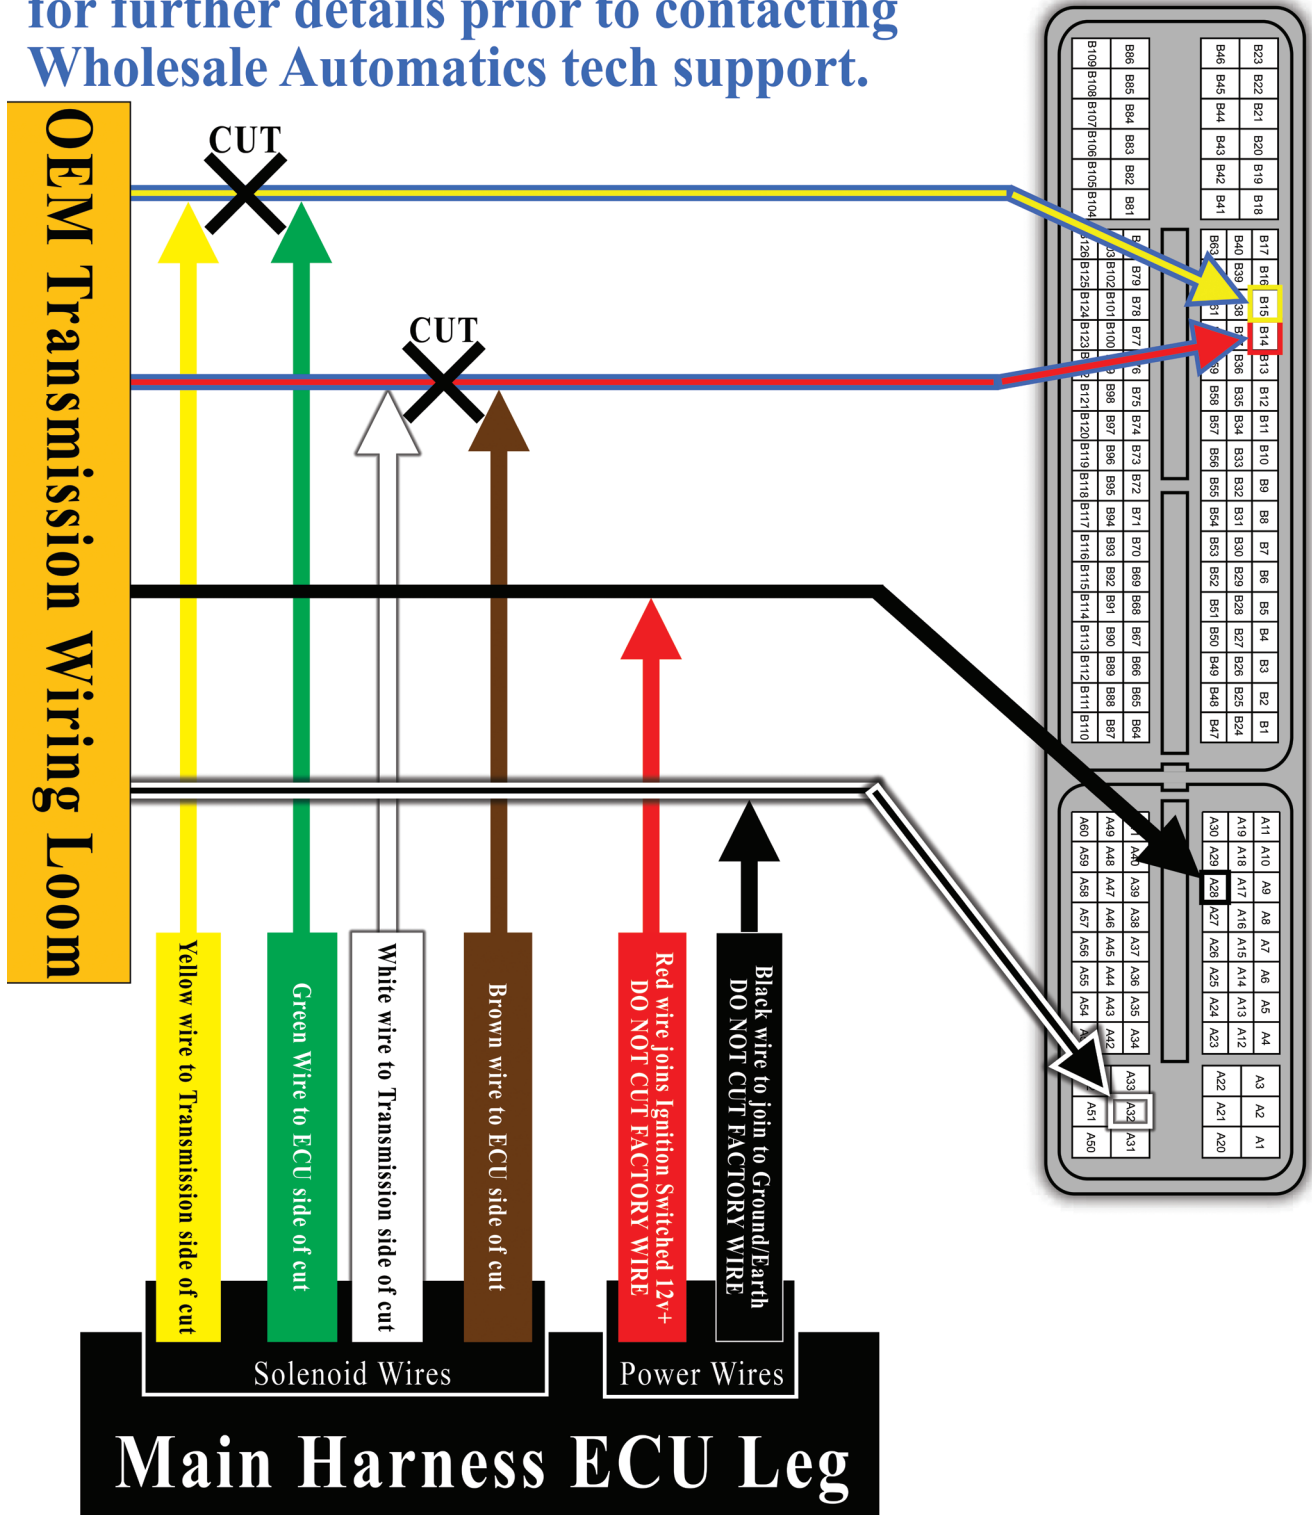 for further details prior to contacting
Wholesale Automatics tech support.
OEM Transmission Wiring Loom
CUT
CUT
Yellow wire to Transmission side of cut
Green Wire to ECU side of cut
White wire to Transmission side of cut
Brown wire to ECU side of cut
Red wire joins Ignition Switched 12v+
DO NOT CUT FACTORY WIRE
Black wire to join to Ground/Earth
DO NOT CUT FACTORY WIRE
Solenoid Wires
Power Wires
Main Harness ECU Leg
B23 B22 B21 B20 B19 B18
B46 B45 B44 B43 B42 B41
B86 B85 B84 B83 B82 B81
B109 B108 B107 B106 B105 B104
B17 B16 B15 B14 B13 B12 B11 B10 B9 B8 B7 B6 B5 B4 B3 B2 B1
B40 B39 B36 B35 B34 B33 B32 B31 B30 B29 B28 B27 B26 B25 B24
B63 B58 B57 B56 B55 B54 B53 B52 B51 B50 B49 B48 B47
B79 B78 B77 B75 B74 B73 B72 B71 B70 B69 B68 B67 B66 B65 B64
B102 B101 B100 B98 B97 B96 B95 B94 B93 B92 B91 B90 B89 B88 B87
B125 B124 B123 B121 B120 B119 B118 B117 B116 B115 B114 B113 B112 B111 B110
A11 A10 A9 A8 A7 A6 A5 A4
A19 A18 A17 A16 A15 A14 A13 A12
A30 A29 A28 A27 A26 A25 A24 A23
A40 A39 A38 A37 A36 A35 A34
A49 A48 A47 A46 A45 A44 A43 A42
A60 A59 A58 A57 A56 A55 A54
A3 A2 A1
A22 A21 A20
A33 A32 A31
A51 A50